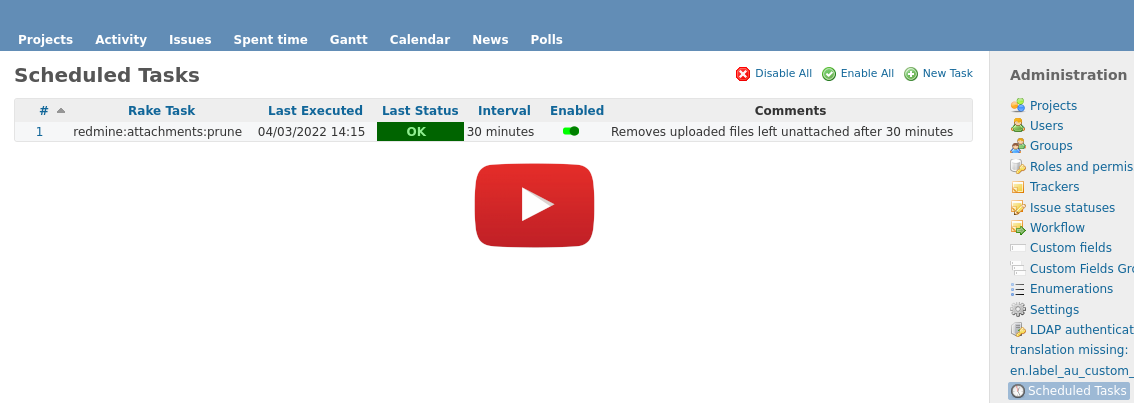 Projects Activity Issues Spent time Gantt Calendar News Polls
Scheduled Tasks
Disable All Enable All New Task
# Rake Task Last Executed Last Status Interval Enabled Comments
1 redmine:attachments:prune 04/03/2022 14:15 OK 30 minutes Removes uploaded files left unattached after 30 minutes
Administration
Projects
Users
Groups
Roles and permis
Trackers
Issue statuses
Workflow
Custom fields
Custom Fields Gr
Enumerations
Settings
LDAP authenticat
translation missing:
en.label_au_custom_
Scheduled Tasks